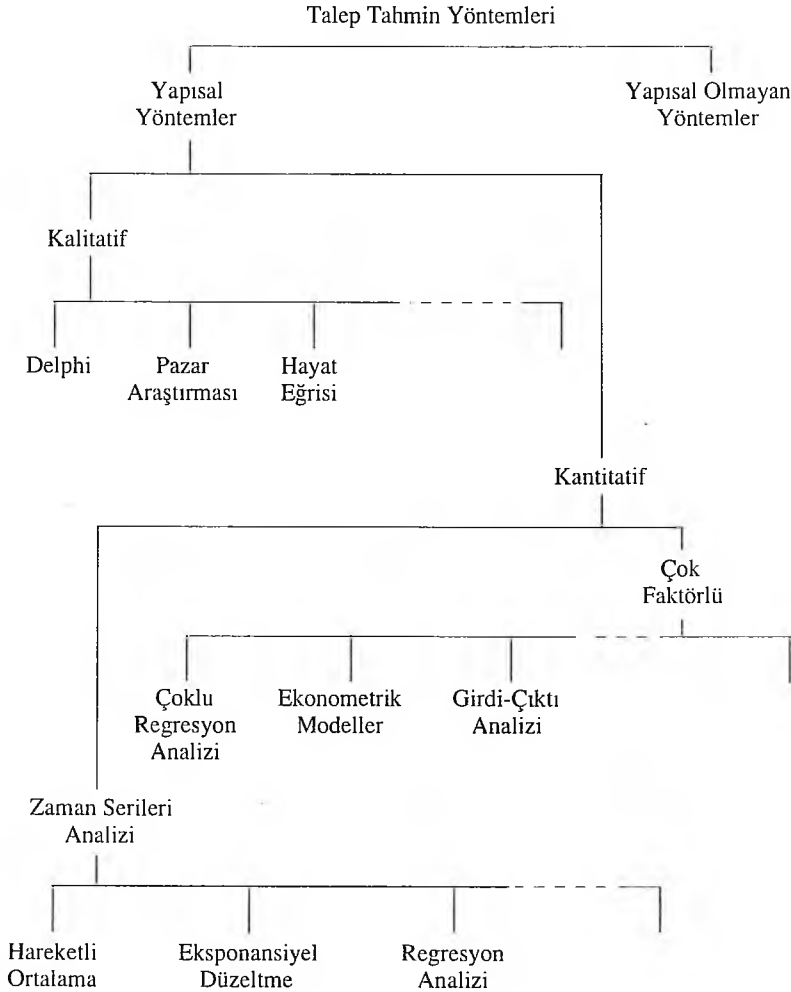 Talep Tahmin Yöntemleri
Yapısal
Yöntemler
Yapısal Olmayan
Yöntemler
Kalitatif
Delphi
Pazar
Araştırması
Hayat
Eğrisi
Kantitatif
Çok
Faktörlü
Çoklu
Regresyon
Analizi
Ekonometrik
Modeller
Girdi-Çıktı
Analizi
Zaman Serileri
Analizi
Hareketli
Ortalama
Eksponansiyel
Düzeltme
Regresyon
Analizi